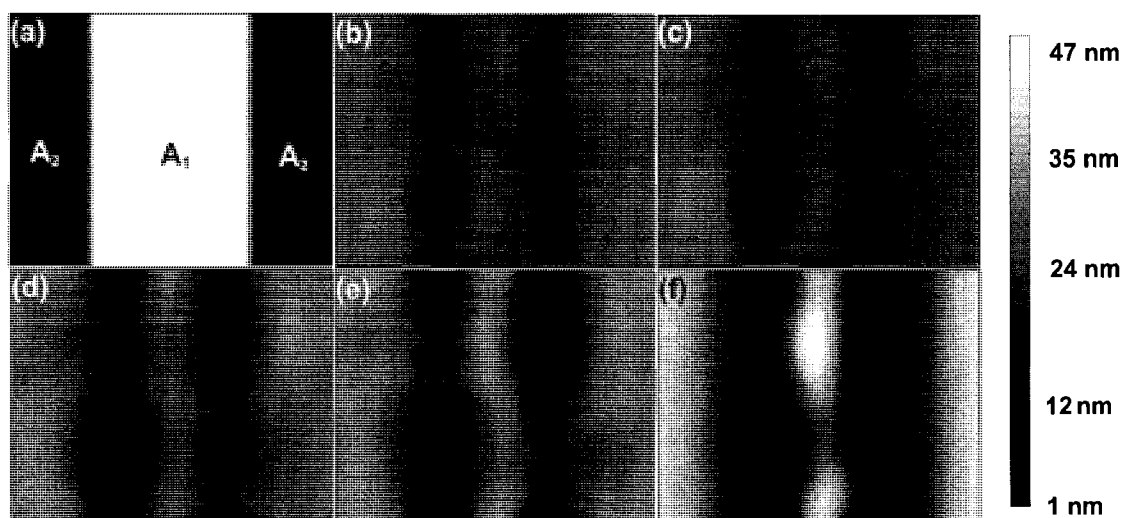 (a)
(b)
(c)
A₂
A₁
A₂
(d)
(e)
(f)
47 nm
35 nm
24 nm
12 nm
1 nm